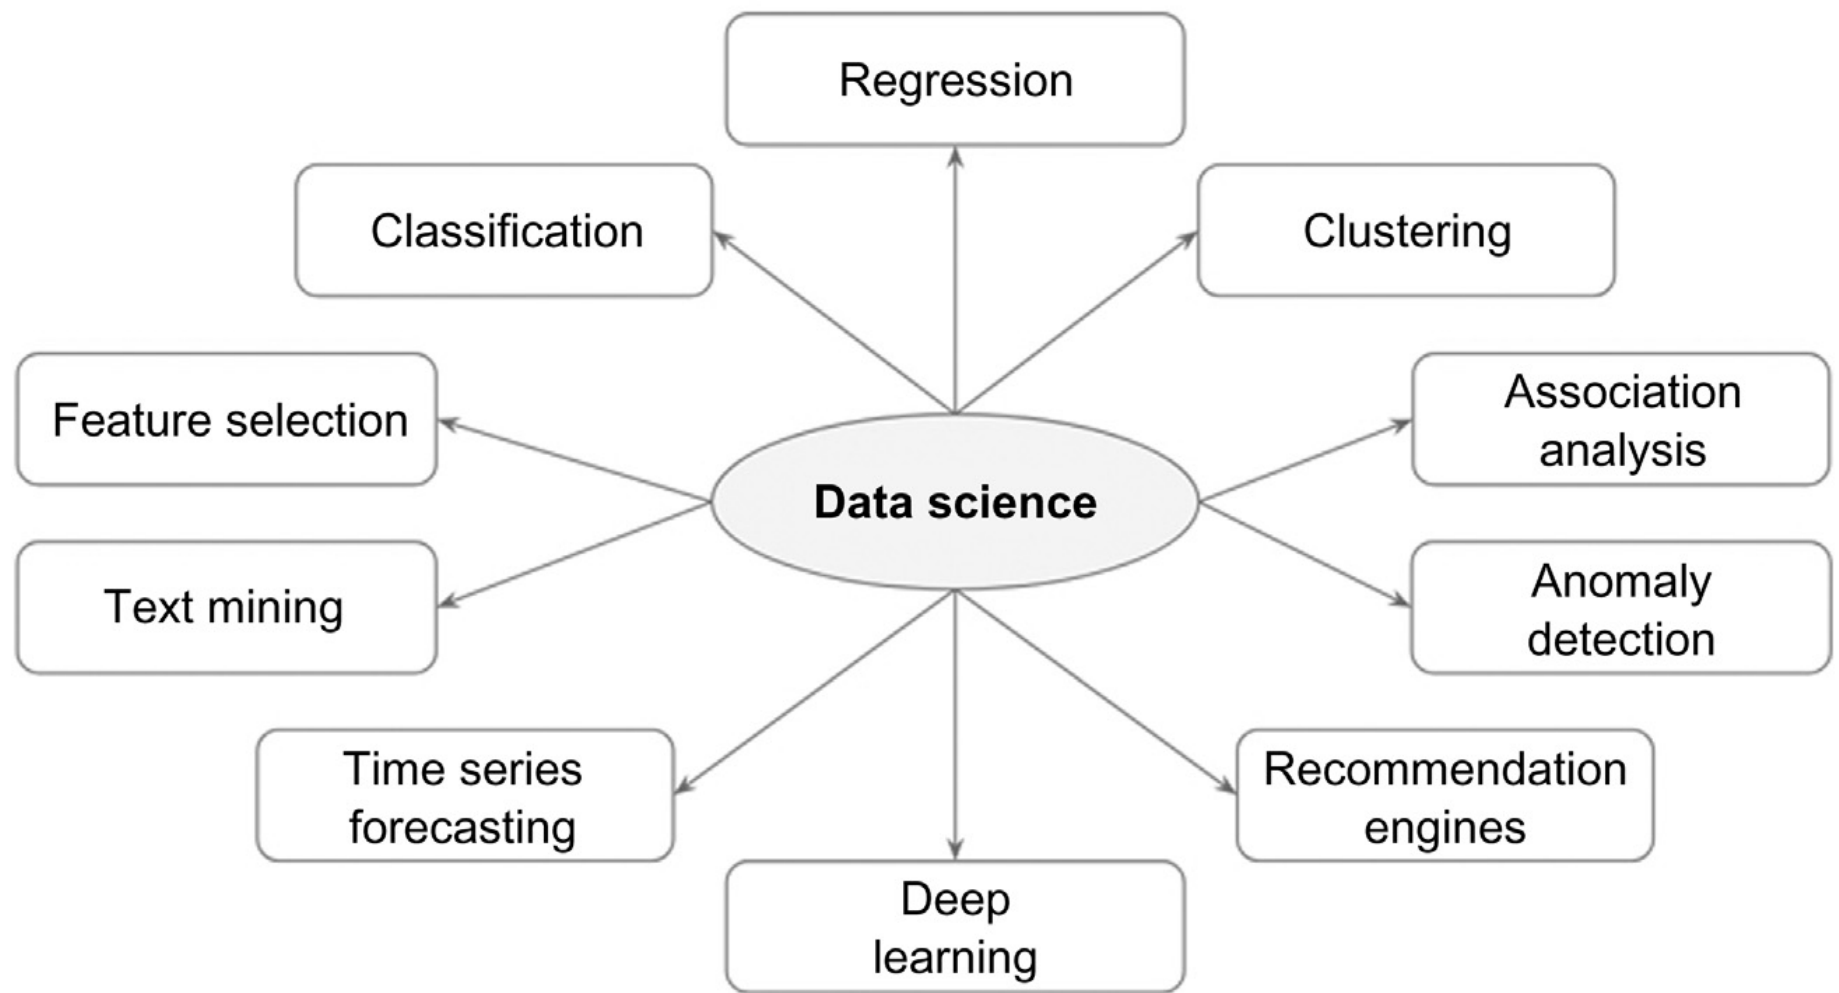 Regression
Classification
Clustering
Feature selection
Association
analysis
Data science
Text mining
Anomaly
detection
Time series
forecasting
Recommendation
engines
Deep
learning